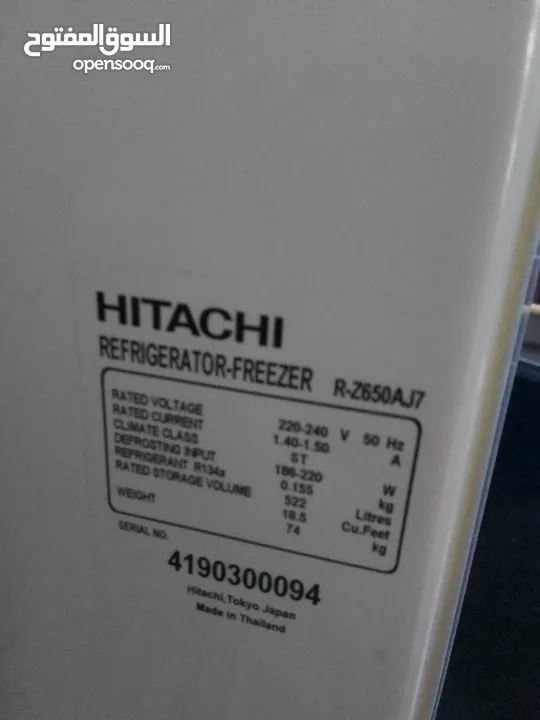 السوق المفتوح
opensooq.com
HITACHI
REFRIGERATOR-FREEZER R-Z650AJ7
RATED VOLTAGE 220-240 V 50 Hz
RATED CURRENT 1.40-1.50 A
CLIMATE CLASS ST
DEFROSTING INPUT 186-220 W
REFRIGERANT R134a 0.155 kg
RATED STORAGE VOLUME 522 Litres
18.5 Cu.Feet
WEIGHT 74 kg
SERIAL NO.
4190300094
Hitachi,Tokyo Japan
Made in Thailand